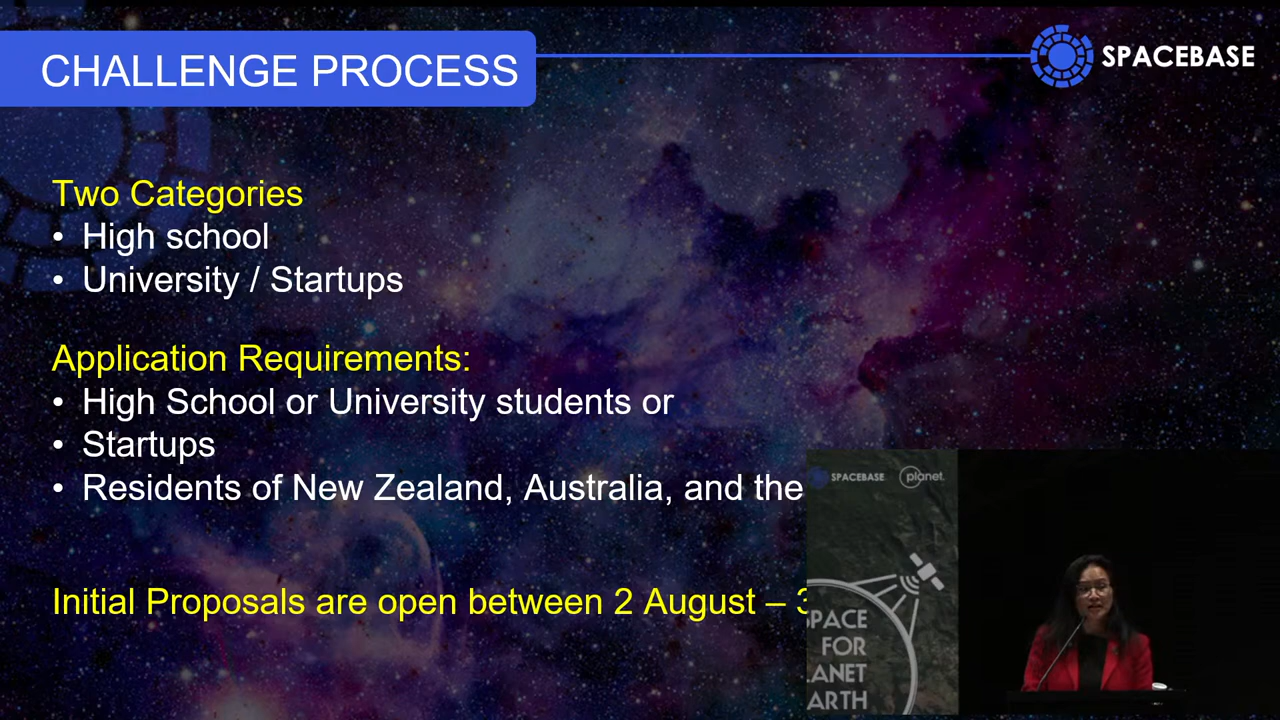 CHALLENGE PROCESS
SPACEBASE
Two Categories
• High school
• University / Startups
Application Requirements:
• High School or University students or
• Startups
• Residents of New Zealand, Australia, and the
Initial Proposals are open between 2 August –
SPACEBASE planet.
SPACE
FOR
LANET
ARTH